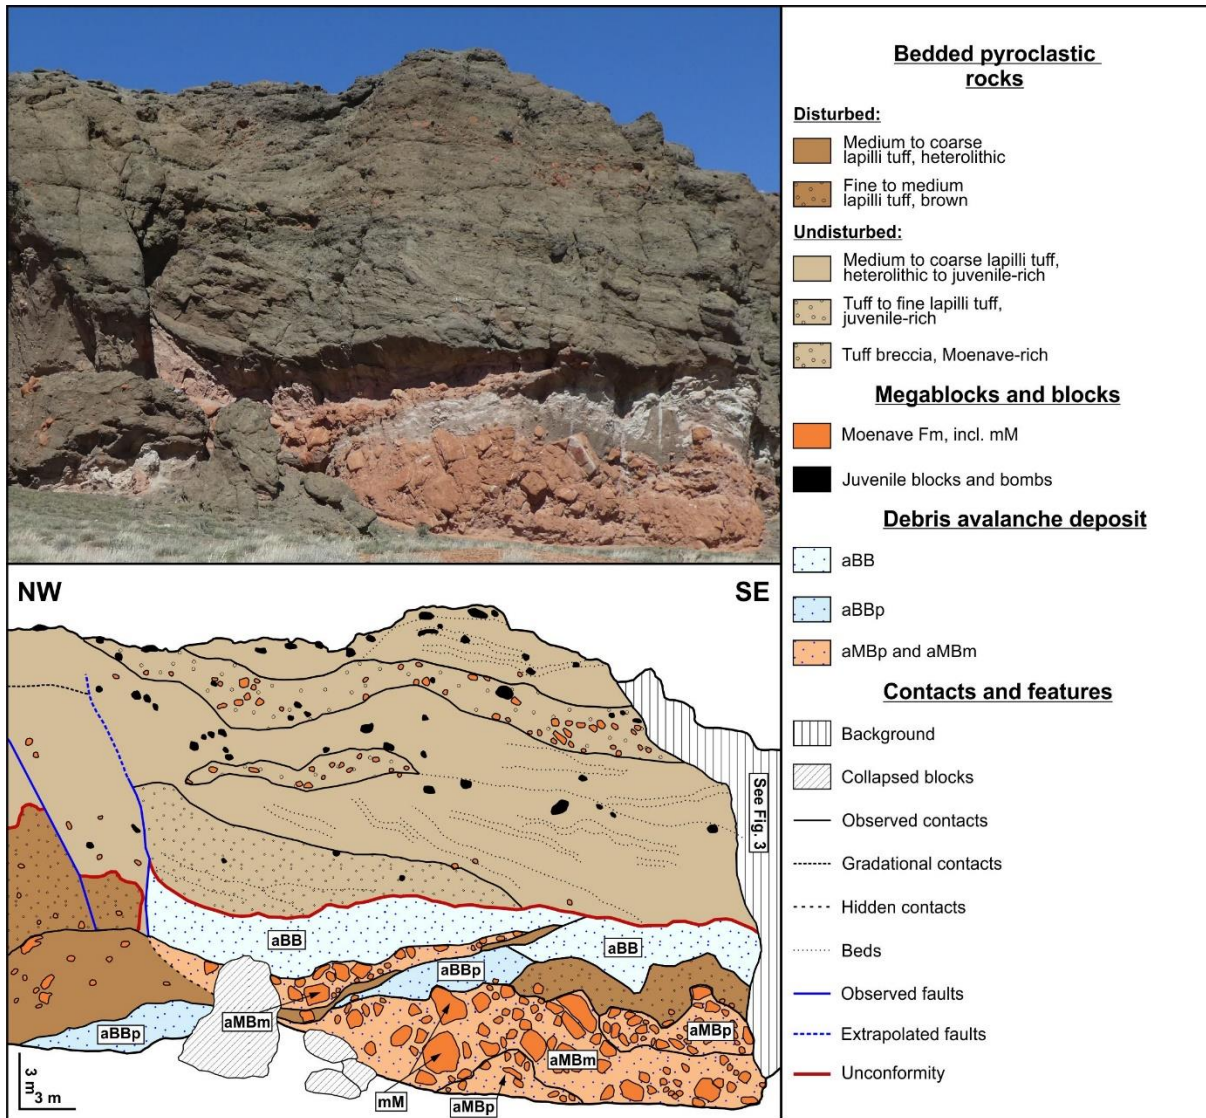 Bedded pyroclastic
rocks
Disturbed:
Medium to coarse
lapilli tuff, heterolithic
Fine to medium
lapilli tuff, brown
Undisturbed:
Medium to coarse lapilli tuff,
heterolithic to juvenile-rich
Tuff to fine lapilli tuff,
juvenile-rich
Tuff breccia, Moenave-rich
Megablocks and blocks
Moenave Fm, incl. mM
Juvenile blocks and bombs
Debris avalanche deposit
aBB
aBBp
aMBp and aMBm
Contacts and features
Background
Collapsed blocks
Observed contacts
Gradational contacts
Hidden contacts
Beds
Observed faults
Extrapolated faults
Unconformity
NW
SE
See Fig. 3
aBB
aBB
aBBp
aMBm
aBBp
aMBp
aMBm
mM
aMBp
3 m
3 m